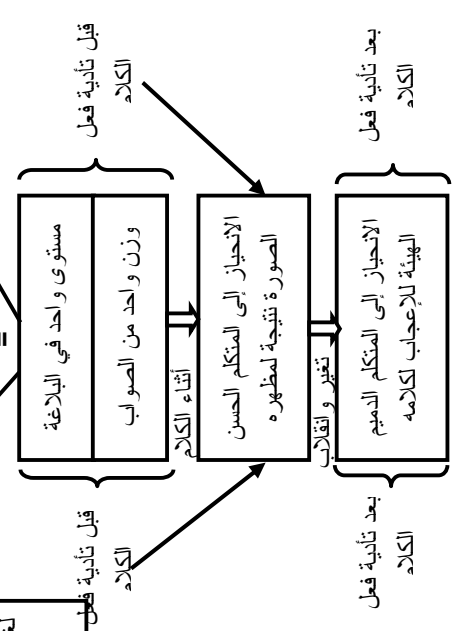 قبل تأدية فعل
الكلام
مستوى واحد في البلاغة
وزن واحد من الصواب
قبل تأدية فعل
الكلام
أثناء الكلام
الانحياز إلى المتكلم الحسن
الصورة نتيجة لمظهره
تغير وانقلاب
بعد تأدية فعل
الكلام
الانحياز إلى المتكلم الدميم
الهيئة للإعجاب لكلامه
بعد تأدية فعل
الكلام
=